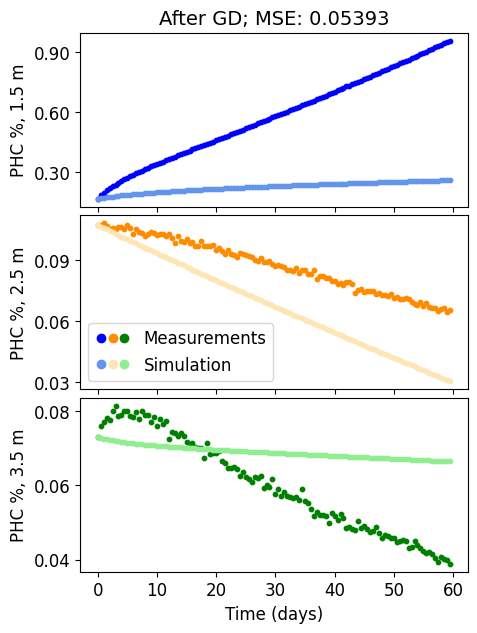 After GD; MSE: 0.05393
PHC %, 1.5 m
0.90
0.60
0.30
PHC %, 2.5 m
0.09
0.06
0.03
Measurements
Simulation
PHC %, 3.5 m
0.08
0.06
0.04
0 10 20 30 40 50 60
Time (days)